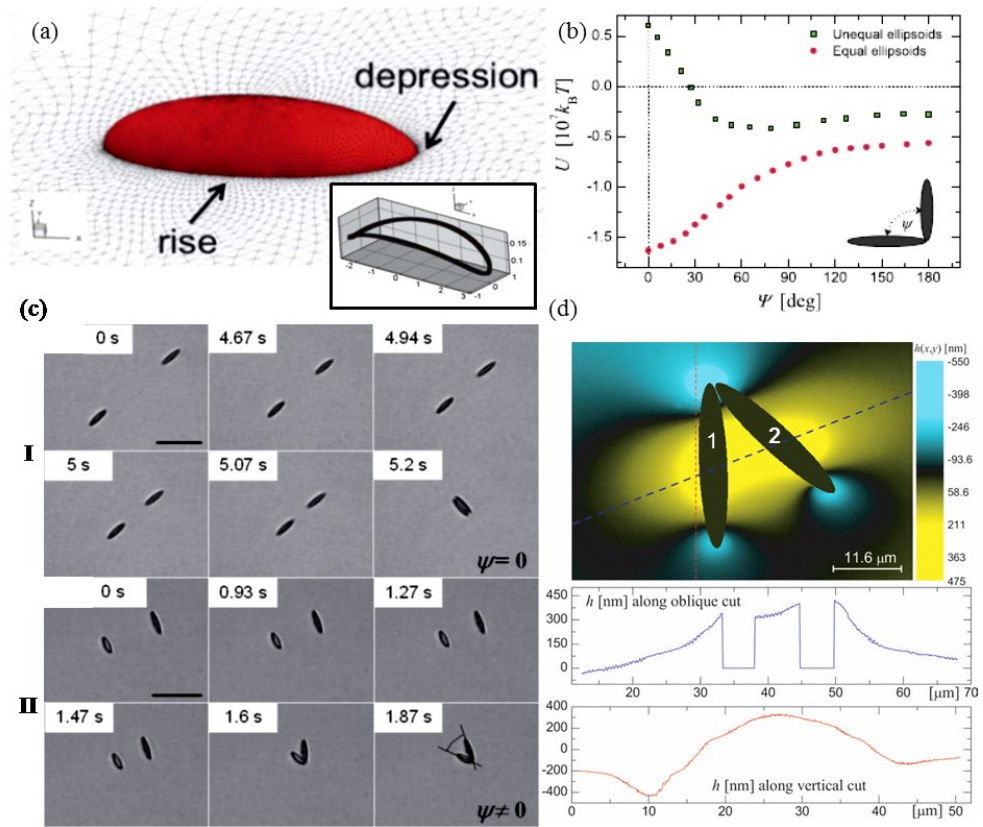 (a)
depression
rise
Z
Y
X
0.15
0.1
-2
-1
0
1
2
3
-1
0
1
(b)
Unequal ellipsoids
Equal ellipsoids
U [10⁷k_BT]
0.5
0.0
-0.5
-1.0
-1.5
0 30 60 90 120 150 180
Ψ [deg]
ψ
(c)
I
0 s
4.67 s
4.94 s
5 s
5.07 s
5.2 s
ψ= 0
II
0 s
0.93 s
1.27 s
1.47 s
1.6 s
1.87 s
ψ≠ 0
(d)
h(x,y) [nm]
-550
-398
-246
-93.6
58.6
211
363
475
1
2
11.6 μm
h [nm] along oblique cut
450
300
150
0
20 30 40 50 60 70
[μm]
400
200
0
-200
-400
h [nm] along vertical cut
0 10 20 30 40 50
[μm]